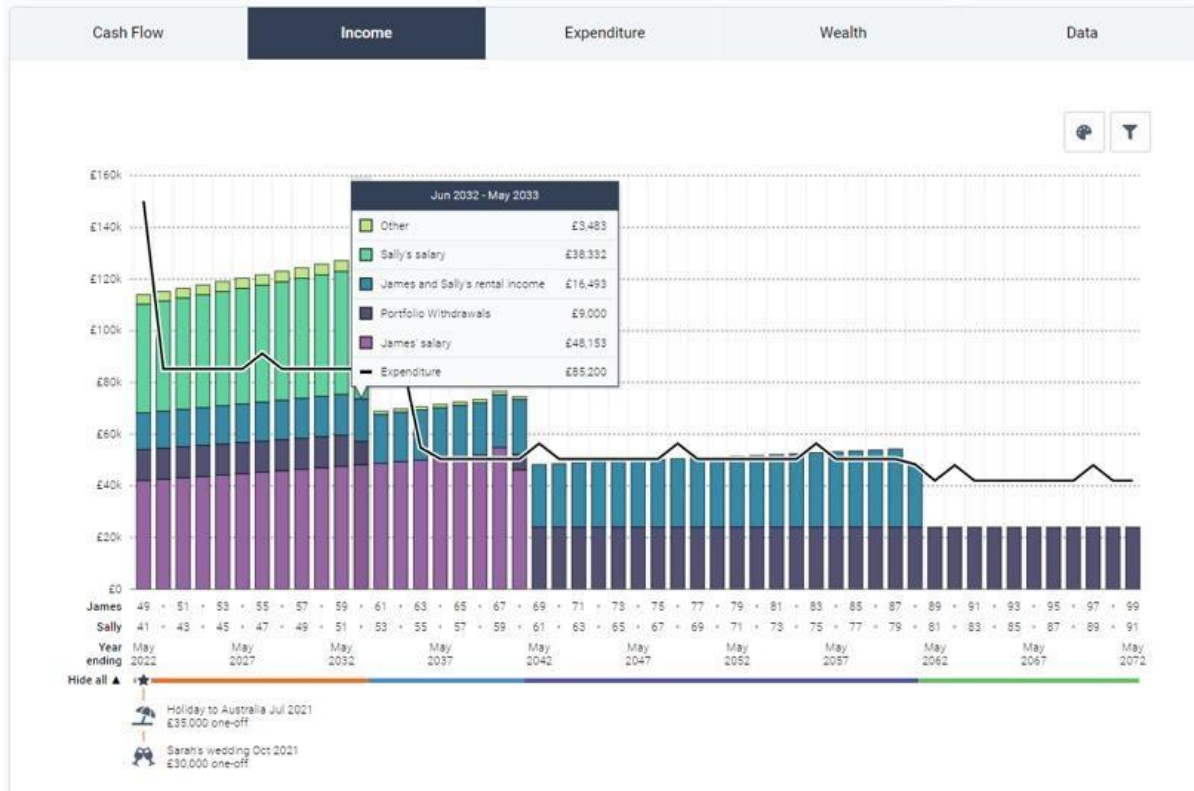 Cash Flow Income Expenditure Wealth Data
£160k
£140k
£120k
£100k
£80k
£60k
£40k
£20k
£0
Jun 2032 - May 2033
Other £3,483
Sally's salary £38,332
James and Sally's rental income £16,493
Portfolio Withdrawals £9,000
James' salary £48,153
Expenditure £85,200
James 49 51 53 55 57 59 61 63 65 67 69 71 73 75 77 79 81 83 85 87 89 91 93 95 97 99
Sally 41 43 45 47 49 51 53 55 57 59 61 63 65 67 69 71 73 75 77 79 81 83 85 87 89 91
Year May May May May May May May May May May May
ending 2022 2027 2032 2037 2042 2047 2052 2057 2062 2067 2072
Hide all ▲
Holiday to Australia Jul 2021
£35,000 one-off
Sarah's wedding Oct 2021
£30,000 one-off